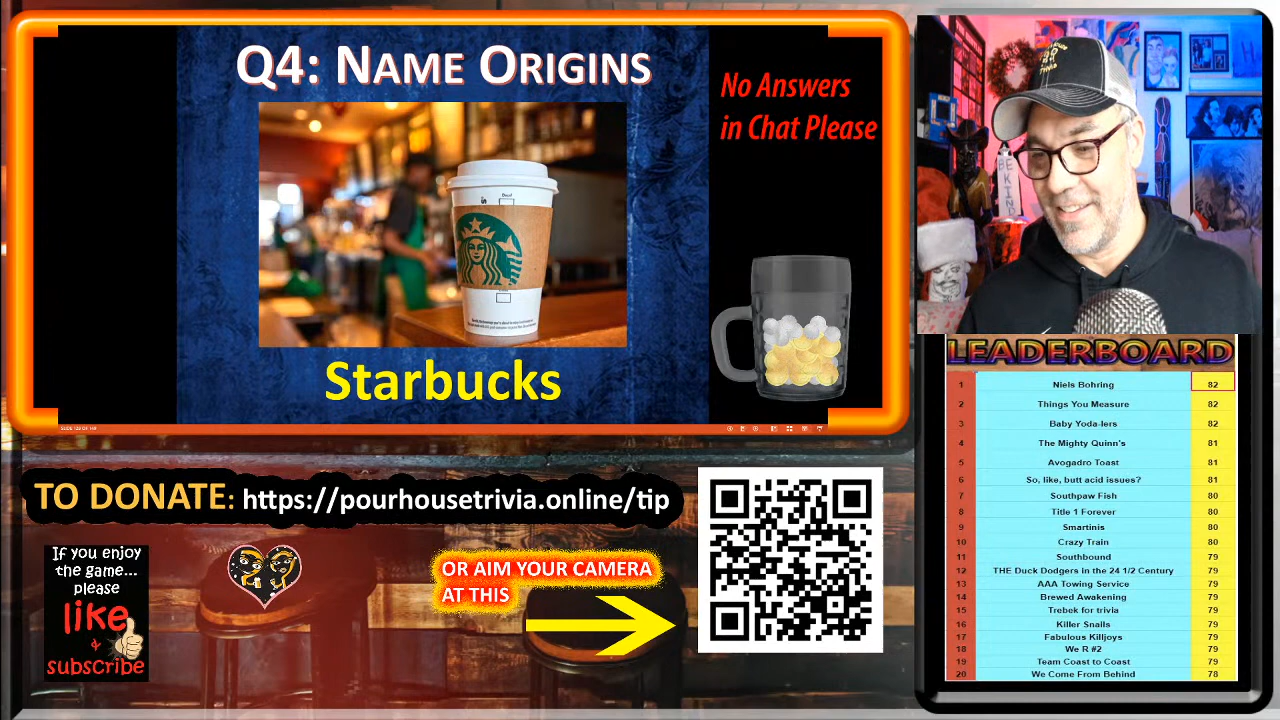 Q4: NAME ORIGINS
No Answers
in Chat Please
Decaf
Starbucks
TO DONATE: https://pourhousetrivia.online/tip
If you enjoy
the game...
please
like
&
subscribe
OR AIM YOUR CAMERA
AT THIS
BE
KIND
LEADERBOARD
1 Niels Bohring 82
2 Things You Measure 82
3 Baby Yoda-lers 82
4 The Mighty Quinn's 81
5 Avogadro Toast 81
6 So, like, butt acid issues? 81
7 Southpaw Fish 80
8 Title 1 Forever 80
9 Smartinis 80
10 Crazy Train 80
11 Southbound 79
12 THE Duck Dodgers in the 24 1/2 Century 79
13 AAA Towing Service 79
14 Brewed Awakening 79
15 Trebek for trivia 79
16 Killer Snails 79
17 Fabulous Killjoys 79
18 We R #2 79
19 Team Coast to Coast 79
20 We Come From Behind 78